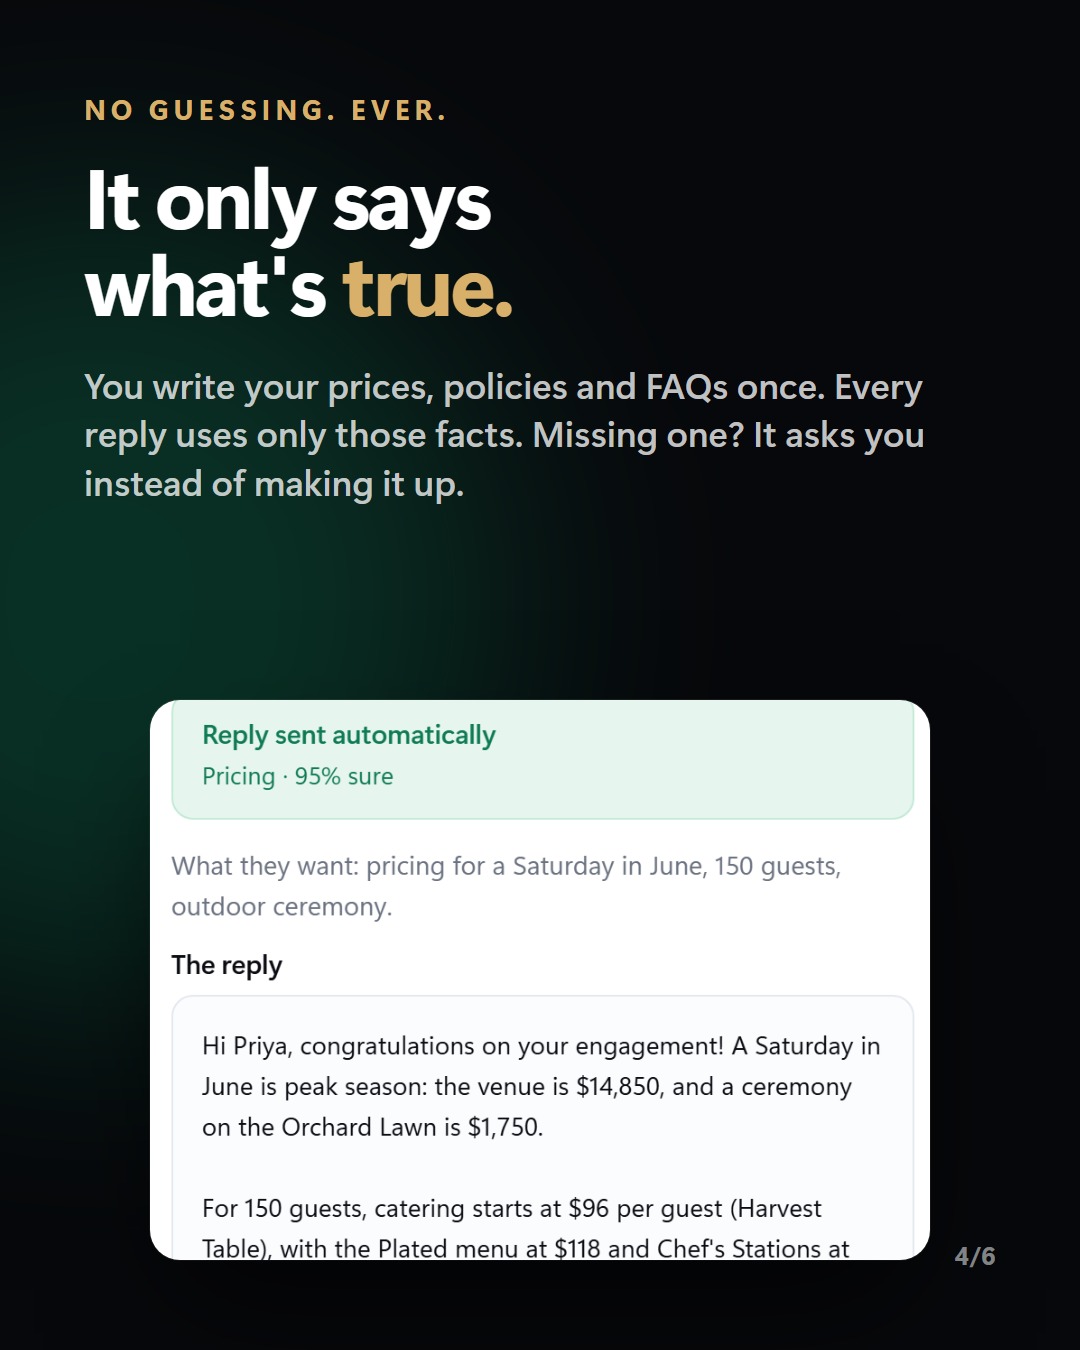 NO GUESSING. EVER.
It only says
what's true.
You write your prices, policies and FAQs once. Every
reply uses only those facts. Missing one? It asks you
instead of making it up.
Reply sent automatically
Pricing · 95% sure
What they want: pricing for a Saturday in June, 150 guests,
outdoor ceremony.
The reply
Hi Priya, congratulations on your engagement! A Saturday in
June is peak season: the venue is $14,850, and a ceremony
on the Orchard Lawn is $1,750.
For 150 guests, catering starts at $96 per guest (Harvest
Table), with the Plated menu at $118 and Chef's Stations at
4/6